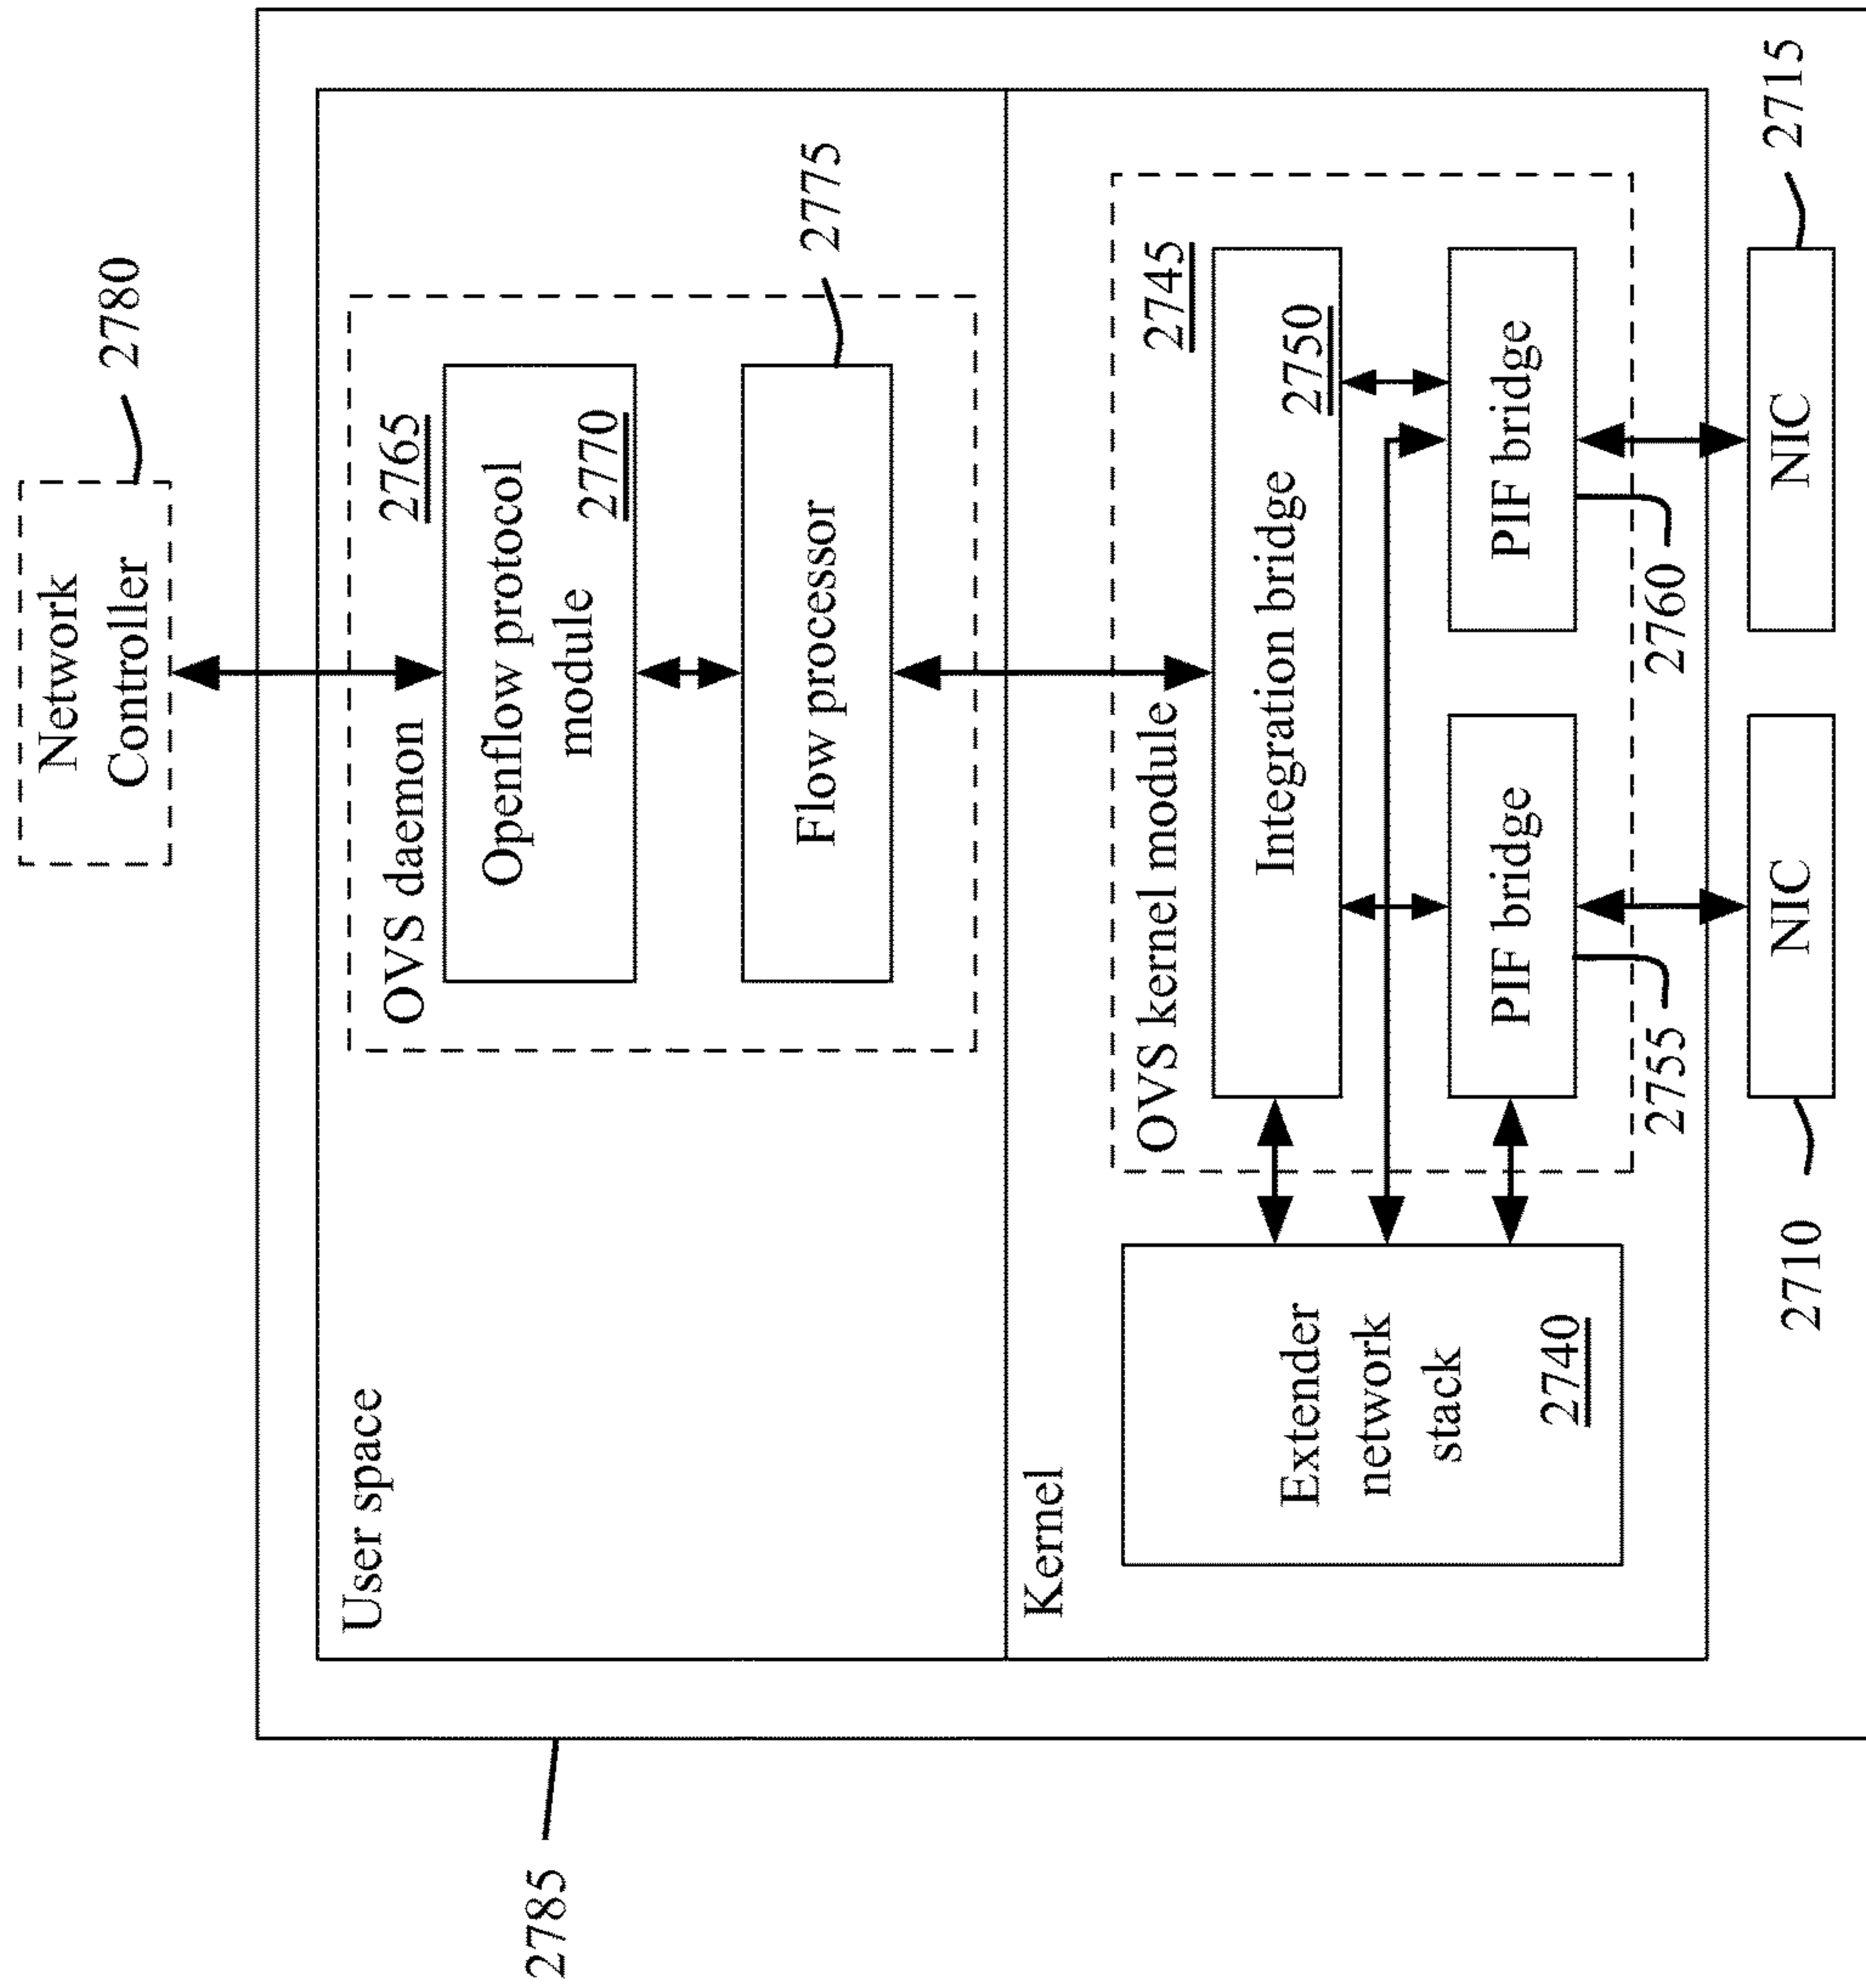 Network
Controller
2780
2785
User space
OVS daemon
2765
Openflow protocol
module
2770
Flow processor
2775
Kernel
OVS kernel module
2745
Extender
network
stack
2740
Integration bridge
2750
PIF bridge
PIF bridge
2755
2760
NIC
NIC
2710
2715